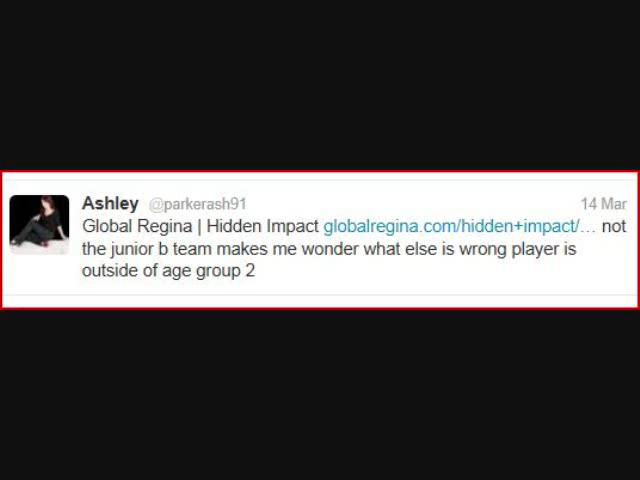 Ashley @parkerash91 14 Mar
Global Regina | Hidden Impact globalregina.com/hidden+impact/... not
the junior b team makes me wonder what else is wrong player is
outside of age group 2